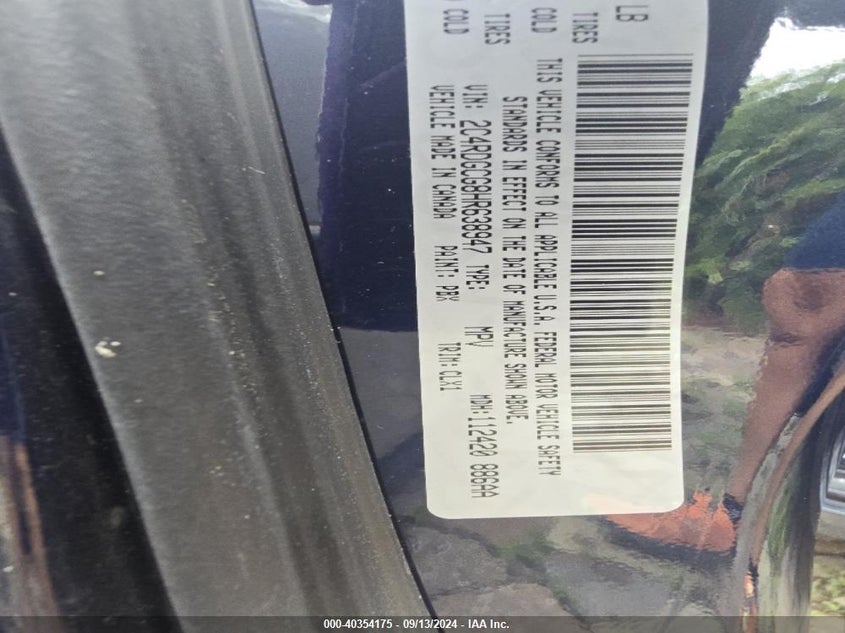 LB
TIRES COLD
TIRES COLD
THIS VEHICLE CONFORMS TO ALL APPLICABLE U.S.A. FEDERAL MOTOR VEHICLE SAFETY
STANDARDS IN EFFECT ON THE DATE OF MANUFACTURE SHOWN ABOVE.
VIN: 2C4RDGCG9HR638947 TYPE: MPV MDH:112420 886AA
VEHICLE MADE IN CANADA PAINT: PBX TRIM:CLX1
000-40354175 - 09/13/2024 - IAA Inc.